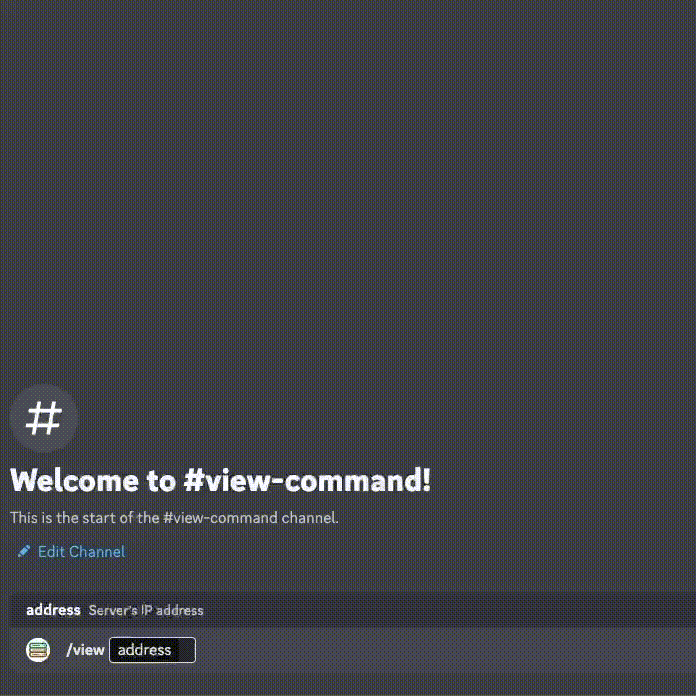 #
Welcome to #view-command!
This is the start of the #view-command channel.
Edit Channel
address Server's IP address
/view address